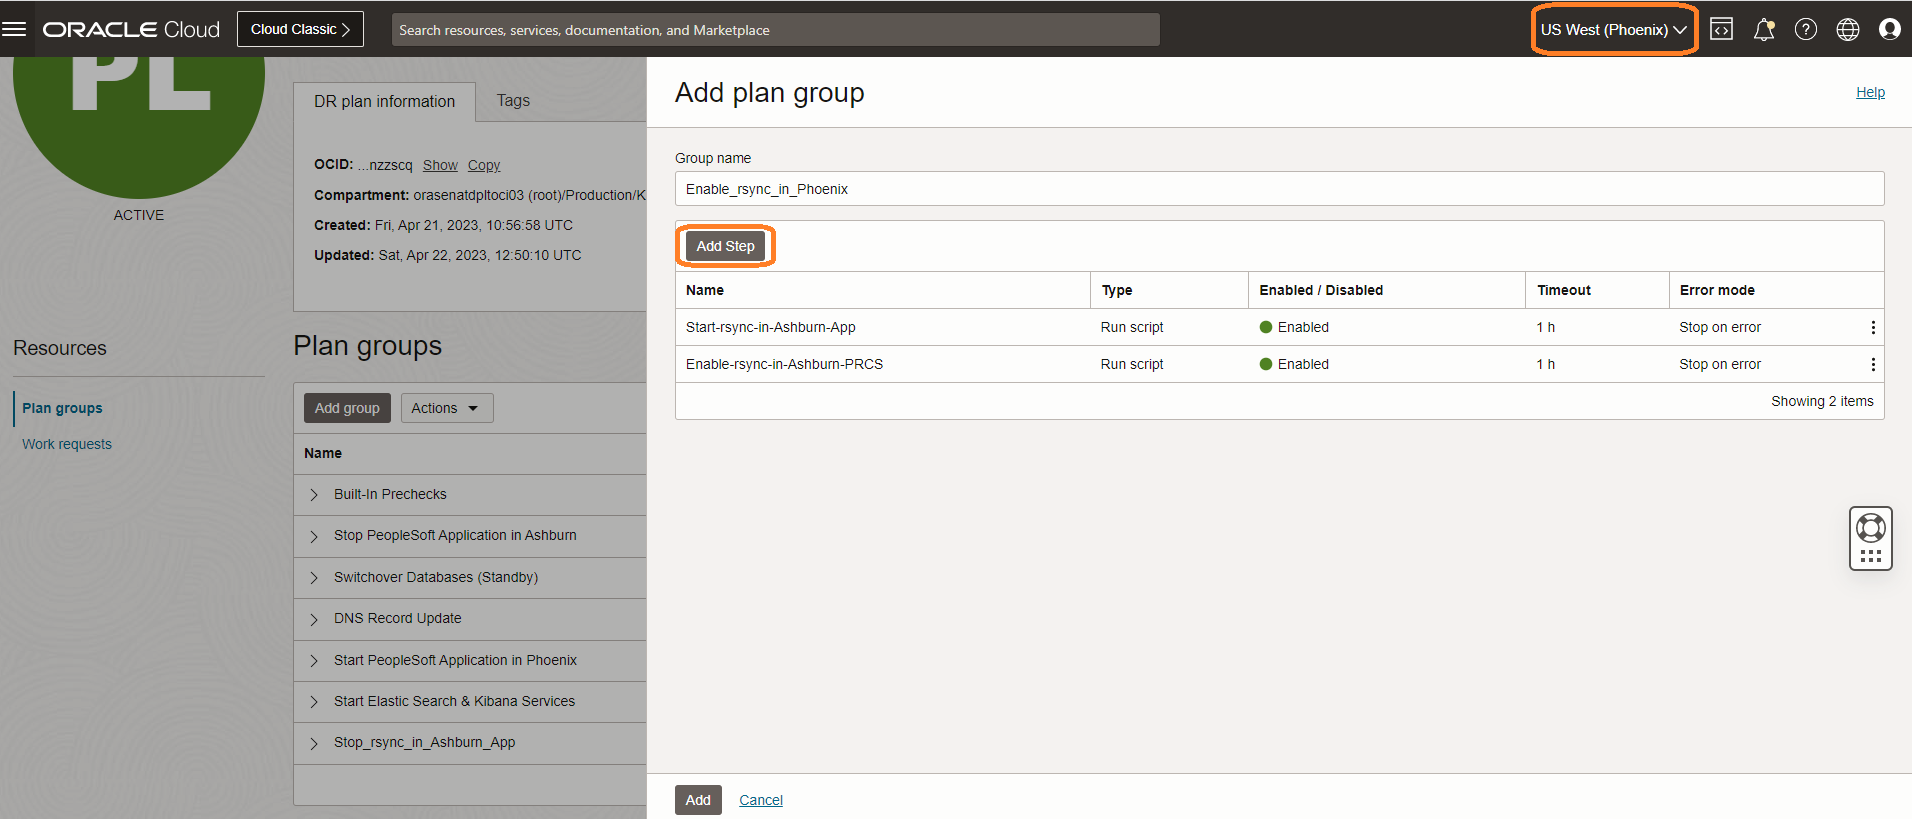 ORACLE Cloud
Cloud Classic
Search resources, services, documentation, and Marketplace
US West (Phoenix)
PL
ACTIVE
Resources
Plan groups
Work requests
DR plan information
Tags
OCID: ...nzzscq Show Copy
Compartment: orasenatdpltoci03 (root)/Production/K
Created: Fri, Apr 21, 2023, 10:56:58 UTC
Updated: Sat, Apr 22, 2023, 12:50:10 UTC
Plan groups
Add group
Actions
Name
Built-In Prechecks
Stop PeopleSoft Application in Ashburn
Switchover Databases (Standby)
DNS Record Update
Start PeopleSoft Application in Phoenix
Start Elastic Search & Kibana Services
Stop_rsync_in_Ashburn_App
Add plan group
Help
Group name
Enable_rsync_in_Phoenix
Add Step
Name Type Enabled / Disabled Timeout Error mode
Start-rsync-in-Ashburn-App Run script Enabled 1 h Stop on error
Enable-rsync-in-Ashburn-PRCS Run script Enabled 1 h Stop on error
Showing 2 items
Add
Cancel